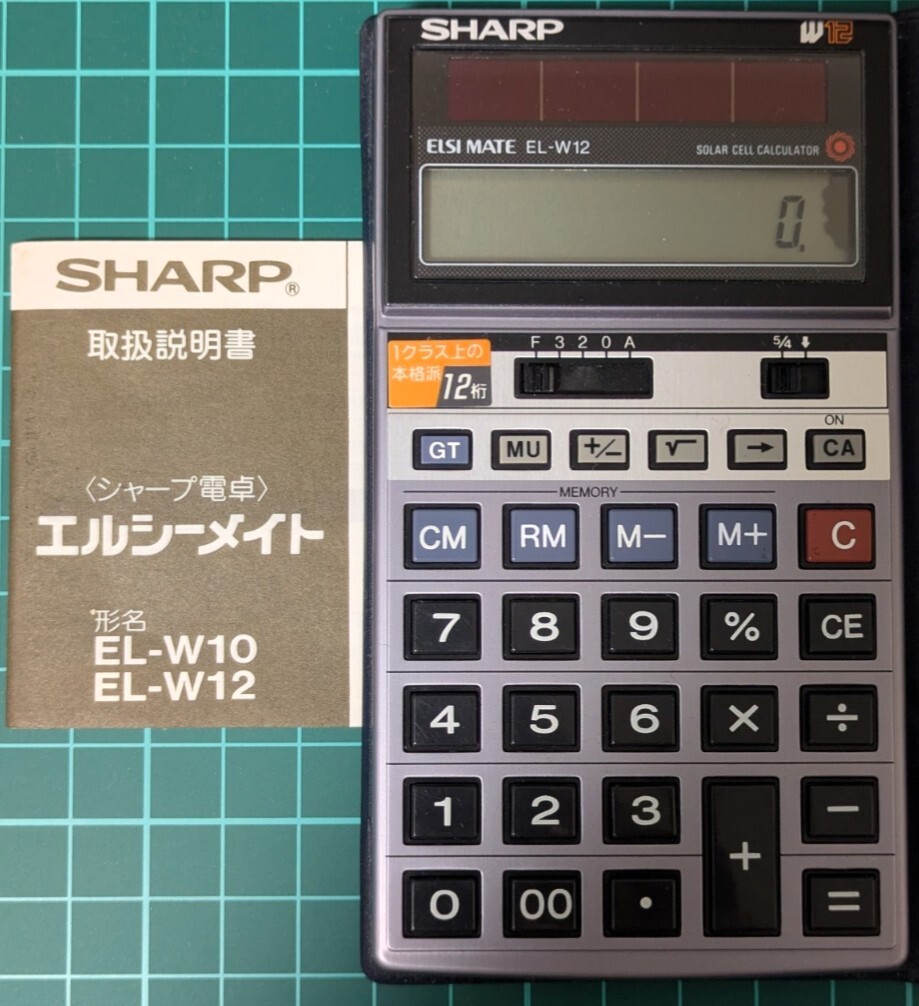 SHARP W12
ELSI MATE EL-W12 SOLAR CELL CALCULATOR
0.
SHARP®
取扱説明書
〈シャープ電卓〉
エルシーメイト
形名
EL-W10
EL-W12
F 3 2 0 A 5/4 ⬇
1クラス上の
本格派 12桁
ON
GT MU +/− √ → CA
MEMORY
CM RM M− M+ C
7 8 9 % CE
4 5 6 × ÷
1 2 3 −
+
0 00 • =